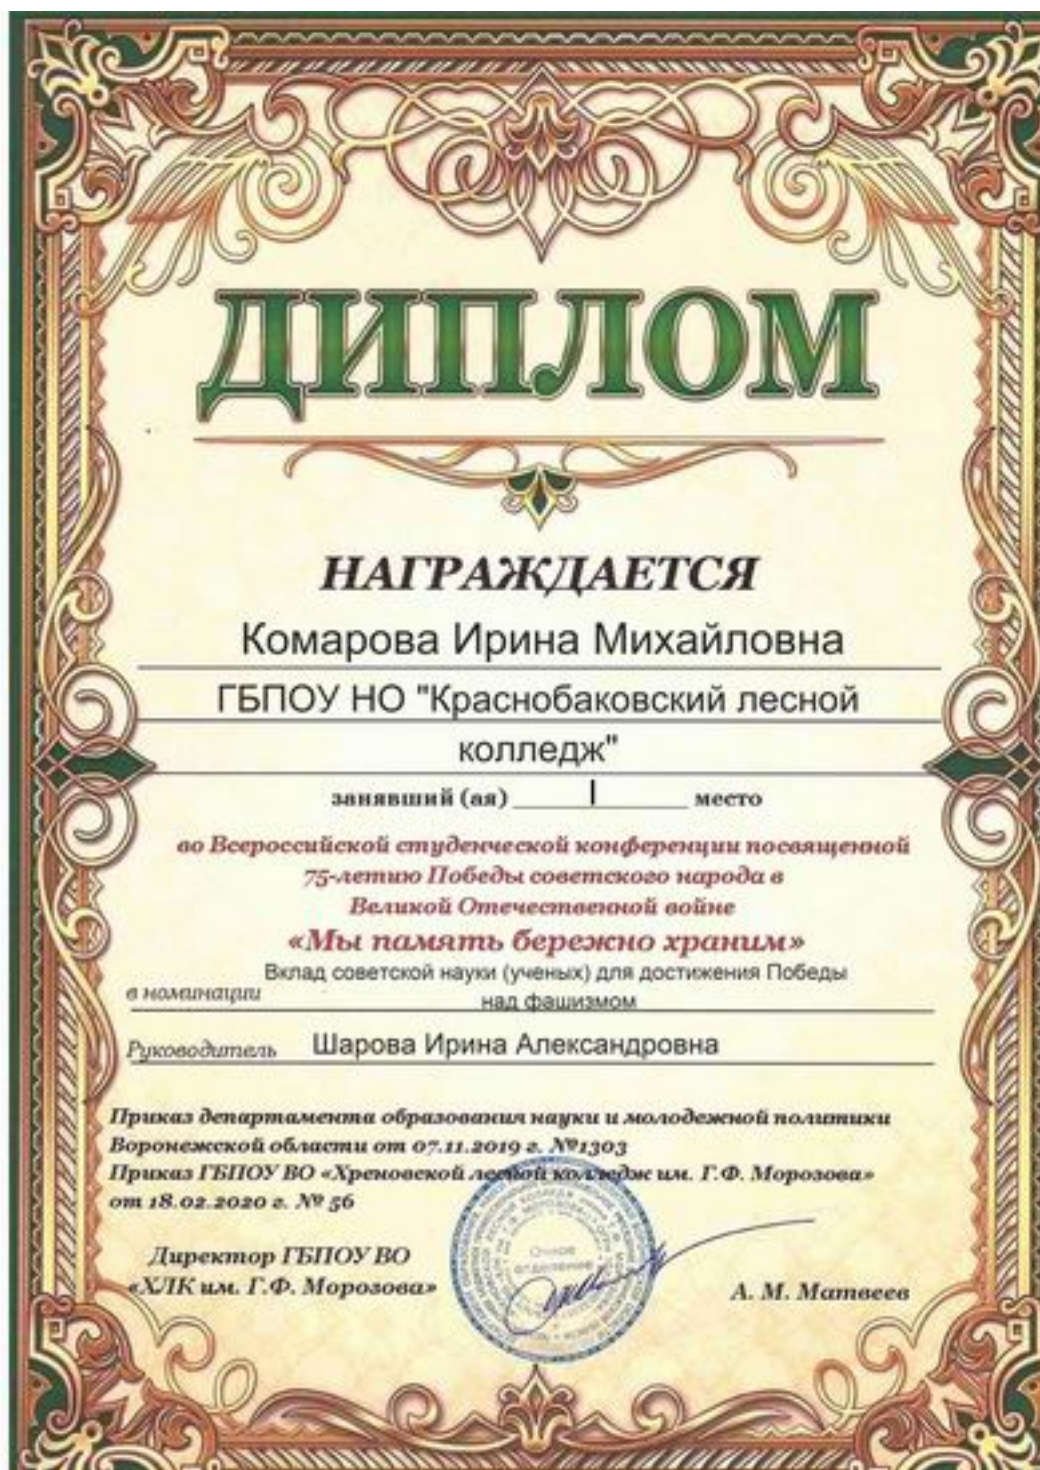 ДИПЛОМ
НАГРАЖДАЕТСЯ
Комарова Ирина Михайловна
ГБПОУ НО "Краснобаковский лесной
колледж"
занявший (ая) I место
во Всероссийской студенческой конференции посвященной
75-летию Победы советского народа в
Великой Отечественной войне
«Мы память бережно храним»
Вклад советской науки (ученых) для достижения Победы
в номинации над фашизмом
Руководитель Шарова Ирина Александровна
Приказ департамента образования науки и молодежной политики
Воронежской области от 07.11.2019 г. №1303
Приказ ГБПОУ ВО «Хреновской лесной колледж им. Г.Ф. Морозова»
от 18.02.2020 г. № 56
Директор ГБПОУ ВО
«ХЛК им. Г.Ф. Морозова»
А. М. Матвеев
Очное
отделение